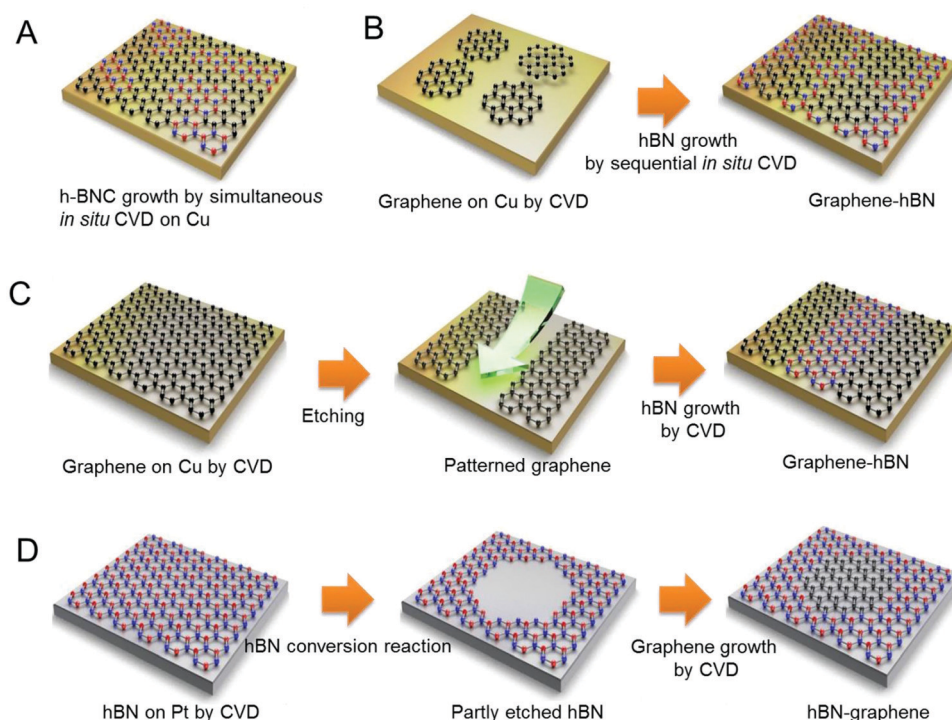 A
h-BNC growth by simultaneous
in situ CVD on Cu
B
Graphene on Cu by CVD
hBN growth
by sequential in situ CVD
Graphene-hBN
C
Graphene on Cu by CVD
Etching
Patterned graphene
hBN growth
by CVD
Graphene-hBN
D
hBN on Pt by CVD
hBN conversion reaction
Partly etched hBN
Graphene growth
by CVD
hBN-graphene